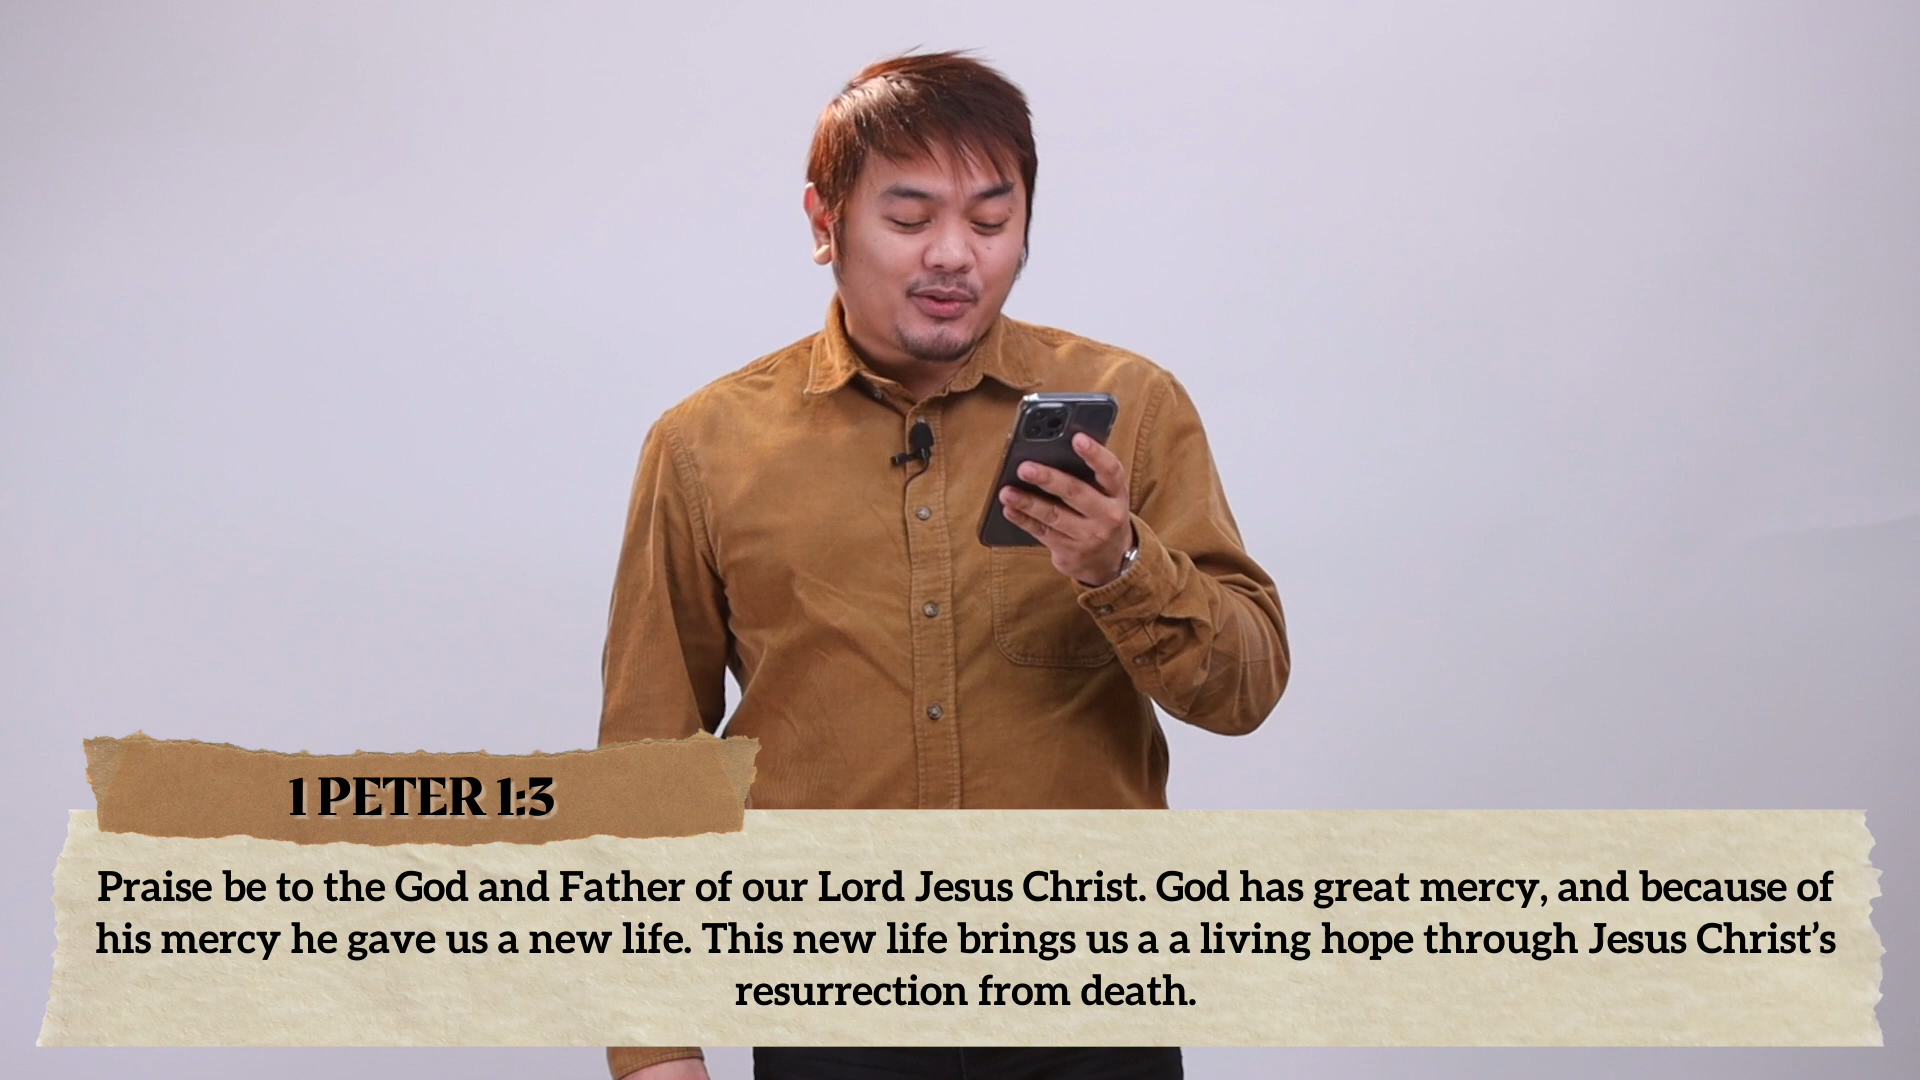 1 PETER 1:3
Praise be to the God and Father of our Lord Jesus Christ. God has great mercy, and because of
his mercy he gave us a new life. This new life brings us a a living hope through Jesus Christ’s
resurrection from death.